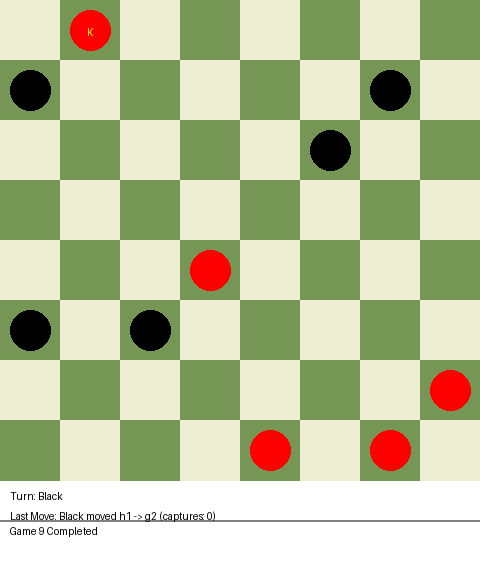 K
Turn: Black
Last Move: Black moved h1 -> g2 (captures: 0)
Game 9 Completed